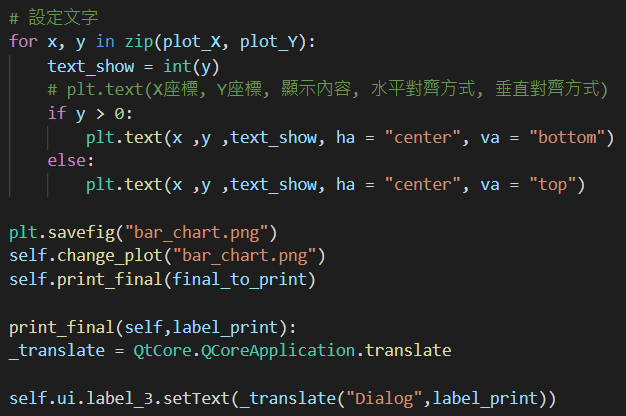 # 設定文字
for x, y in zip(plot_X, plot_Y):
    text_show = int(y)
    # plt.text(X座標, Y座標, 顯示內容, 水平對齊方式, 垂直對齊方式)
    if y > 0:
        plt.text(x ,y ,text_show, ha = "center", va = "bottom")
    else:
        plt.text(x ,y ,text_show, ha = "center", va = "top")
plt.savefig("bar_chart.png")
self.change_plot("bar_chart.png")
self.print_final(final_to_print)
print_final(self,label_print):
_translate = QtCore.QCoreApplication.translate
self.ui.label_3.setText(_translate("Dialog",label_print))